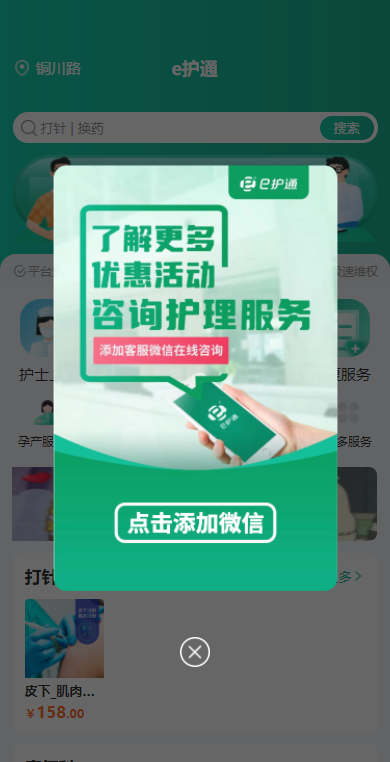 铜川路
e护通
打针 | 换药
搜索
e护通
了解更多
优惠活动
咨询护理服务
添加客服微信在线咨询
e护通
点击添加微信
平台
极速维权
护士上
服务
孕产服
多服务
打针
更多
皮下_肌肉...
￥158.00